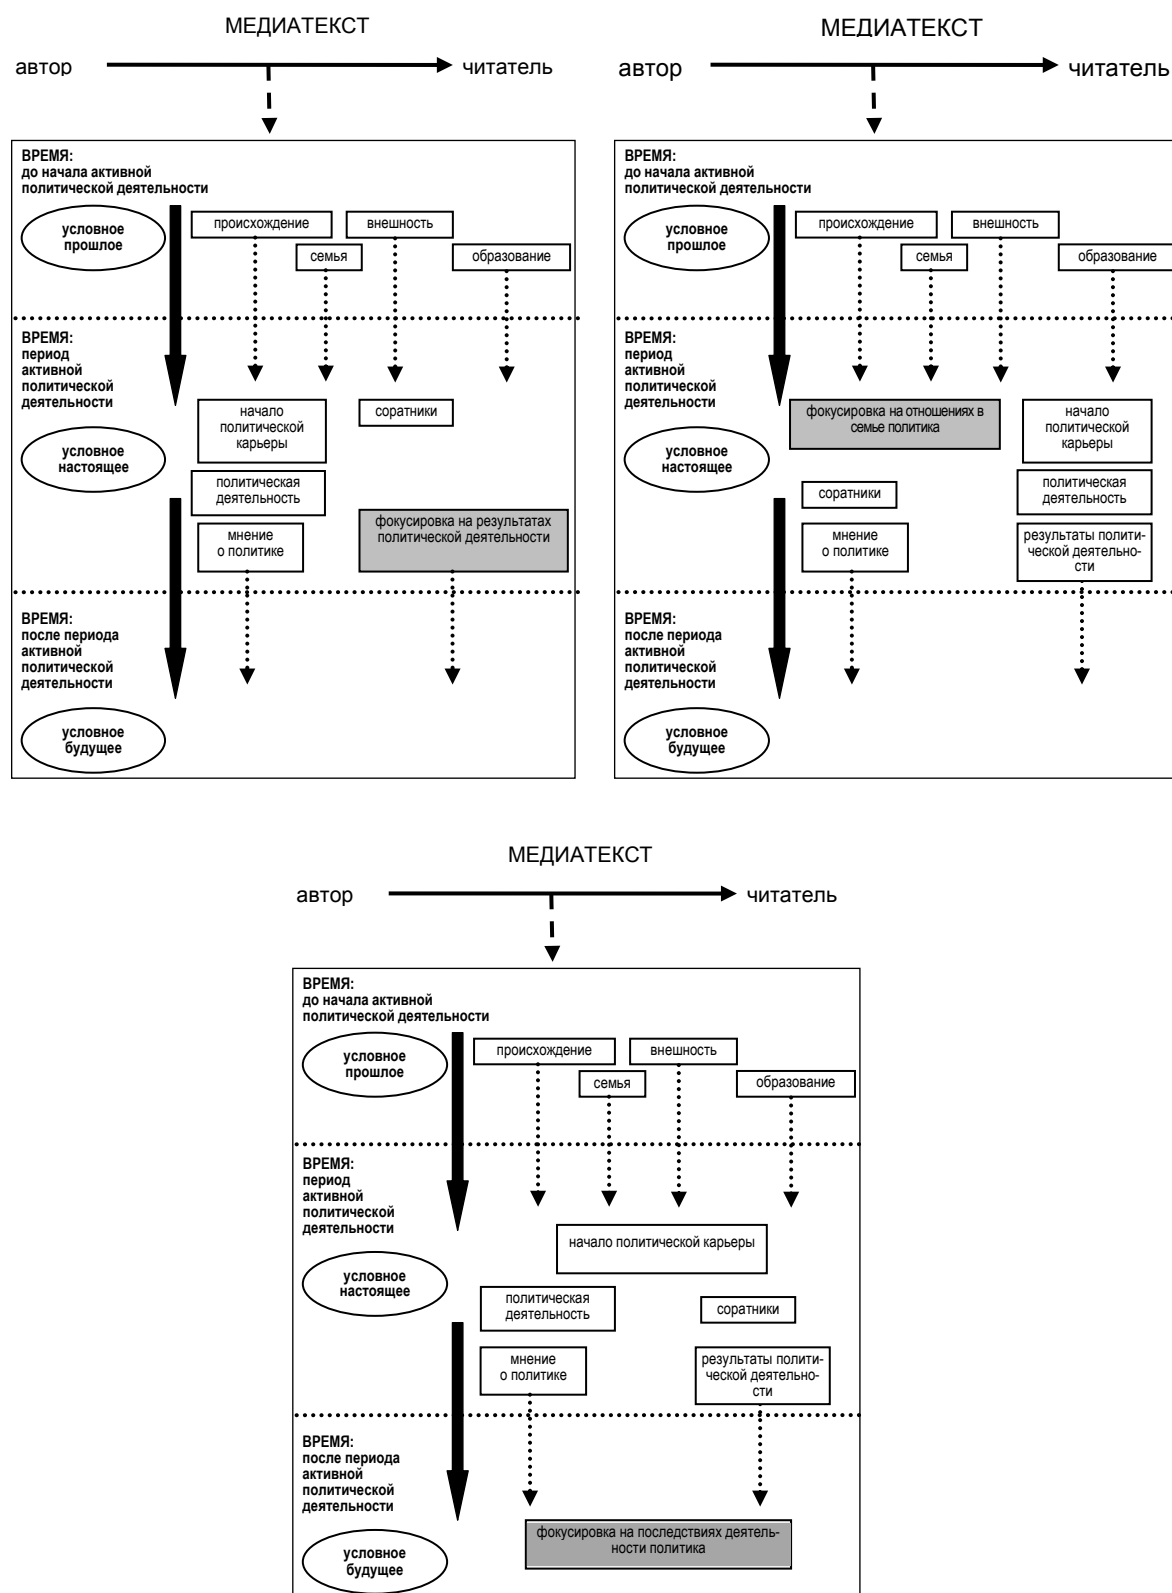 МЕДИАТЕКСТ
автор
читатель
ВРЕМЯ:
до начала активной
политической деятельности
условное
прошлое
происхождение
внешность
семья
образование
ВРЕМЯ:
период
активной
политической
деятельности
начало
политической
карьеры
соратники
условное
настоящее
политическая
деятельность
мнение
о политике
фокусировка на результатах
политической деятельности
ВРЕМЯ:
после периода
активной
политической
деятельности
условное
будущее
МЕДИАТЕКСТ
автор
читатель
ВРЕМЯ:
до начала активной
политической деятельности
условное
прошлое
происхождение
внешность
семья
образование
ВРЕМЯ:
период
активной
политической
деятельности
фокусировка на отношениях в
семье политика
начало
политической
карьеры
условное
настоящее
соратники
политическая
деятельность
мнение
о политике
результаты полити-
ческой деятельно-
сти
ВРЕМЯ:
после периода
активной
политической
деятельности
условное
будущее
МЕДИАТЕКСТ
автор
читатель
ВРЕМЯ:
до начала активной
политической деятельности
условное
прошлое
происхождение
внешность
семья
образование
ВРЕМЯ:
период
активной
политической
деятельности
начало политической карьеры
условное
настоящее
политическая
деятельность
соратники
мнение
о политике
результаты полити-
ческой деятельно-
сти
ВРЕМЯ:
после периода
активной
политической
деятельности
фокусировка на последствиях деятель-
ности политика
условное
будущее